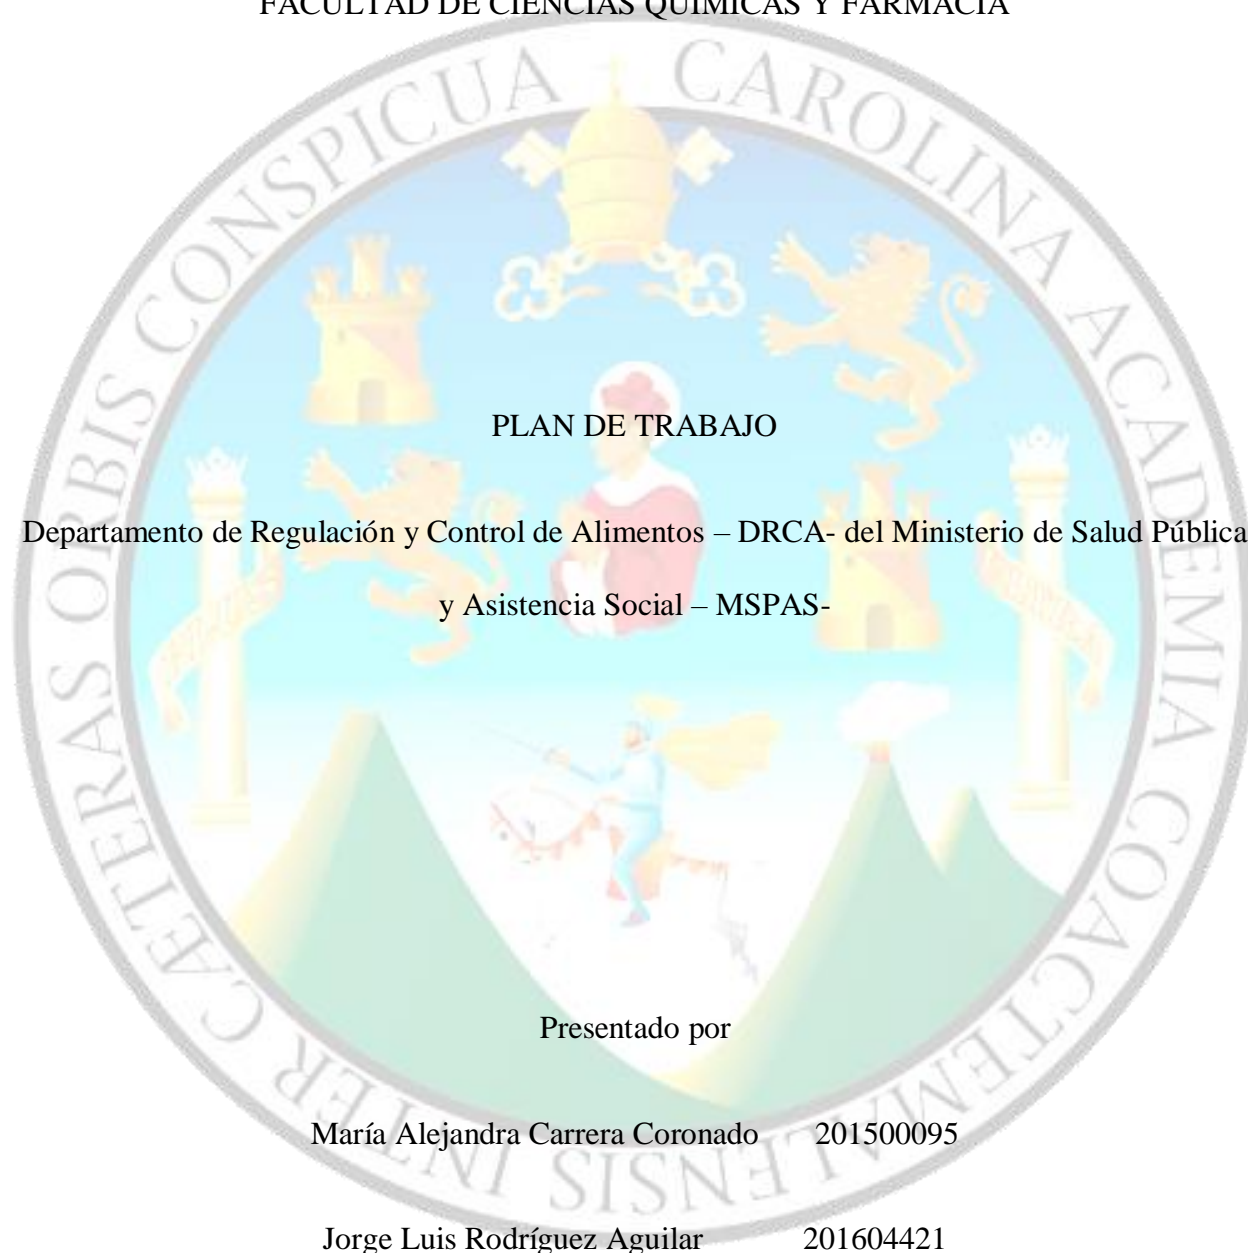 FACULTAD DE CIENCIAS QUÍMICAS Y FARMACIA
CAROLINA ACADEMIA COACTEMALENSIS INTER CAETERAS ORBIS CONSPICUA
PLAN DE TRABAJO
Departamento de Regulación y Control de Alimentos – DRCA- del Ministerio de Salud Pública
y Asistencia Social – MSPAS-
Presentado por
María Alejandra Carrera Coronado 201500095
Jorge Luis Rodríguez Aguilar 201604421